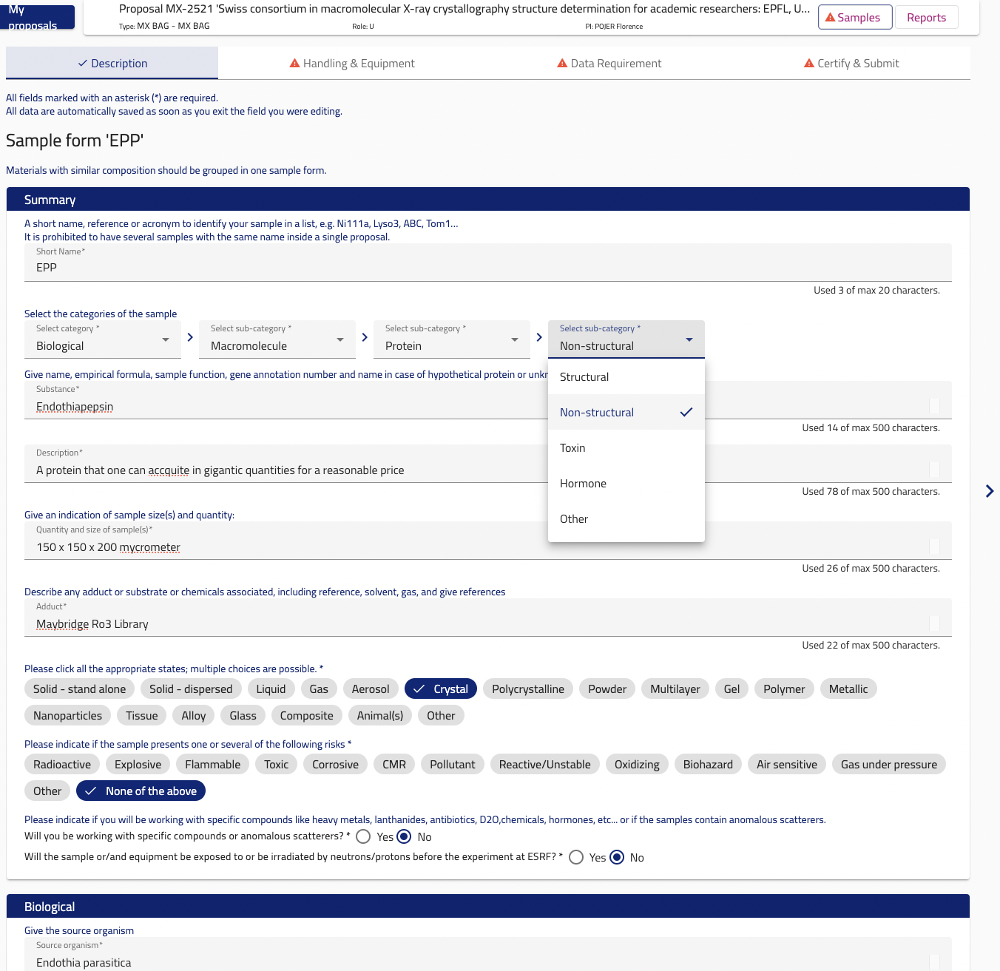 My proposals
Proposal MX-2521 'Swiss consortium in macromolecular X-ray crystallography structure determination for academic researchers: EPFL, U...
Type: MX BAG - MX BAG
Role: U
PI: POJER Florence
Samples
Reports
Description
Handling & Equipment
Data Requirement
Certify & Submit
All fields marked with an asterisk (*) are required.
All data are automatically saved as soon as you exit the field you were editing.
Sample form 'EPP'
Materials with similar composition should be grouped in one sample form.
Summary
A short name, reference or acronym to identify your sample in a list, e.g. Ni111a, Lyso3, ABC, Tom1...
It is prohibited to have several samples with the same name inside a single proposal.
Short Name*
EPP
Used 3 of max 20 characters.
Select the categories of the sample
Select category *
Biological
Select sub-category *
Macromolecule
Select sub-category *
Protein
Select sub-category *
Non-structural
Structural
Non-structural
Toxin
Hormone
Other
Give name, empirical formula, sample function, gene annotation number and name in case of hypothetical protein or
Substance*
Endothiapepsin
Used 14 of max 500 characters.
Description*
A protein that one can accquite in gigantic quantities for a reasonable price
Used 78 of max 500 characters.
Give an indication of sample size(s) and quantity:
Quantity and size of sample(s)*
150 x 150 x 200 mycrometer
Used 26 of max 500 characters.
Describe any adduct or substrate or chemicals associated, including reference, solvent, gas, and give references
Adduct*
Maybridge Ro3 Library
Used 22 of max 500 characters.
Please click all the appropriate states; multiple choices are possible. *
Solid - stand alone Solid - dispersed Liquid Gas Aerosol Crystal Polycrystalline Powder Multilayer Gel Polymer Metallic
Nanoparticles Tissue Alloy Glass Composite Animal(s) Other
Please indicate if the sample presents one or several of the following risks *
Radioactive Explosive Flammable Toxic Corrosive CMR Pollutant Reactive/Unstable Oxidizing Biohazard Air sensitive Gas under pressure
Other None of the above
Please indicate if you will be working with specific compounds like heavy metals, lanthanides, antibiotics, D2O,chemicals, hormones, etc... or if the samples contain anomalous scatterers.
Will you be working with specific compounds or anomalous scatterers? * Yes No
Will the sample or/and equipment be exposed to or be irradiated by neutrons/protons before the experiment at ESRF? * Yes No
Biological
Give the source organism
Source organism*
Endothia parasitica